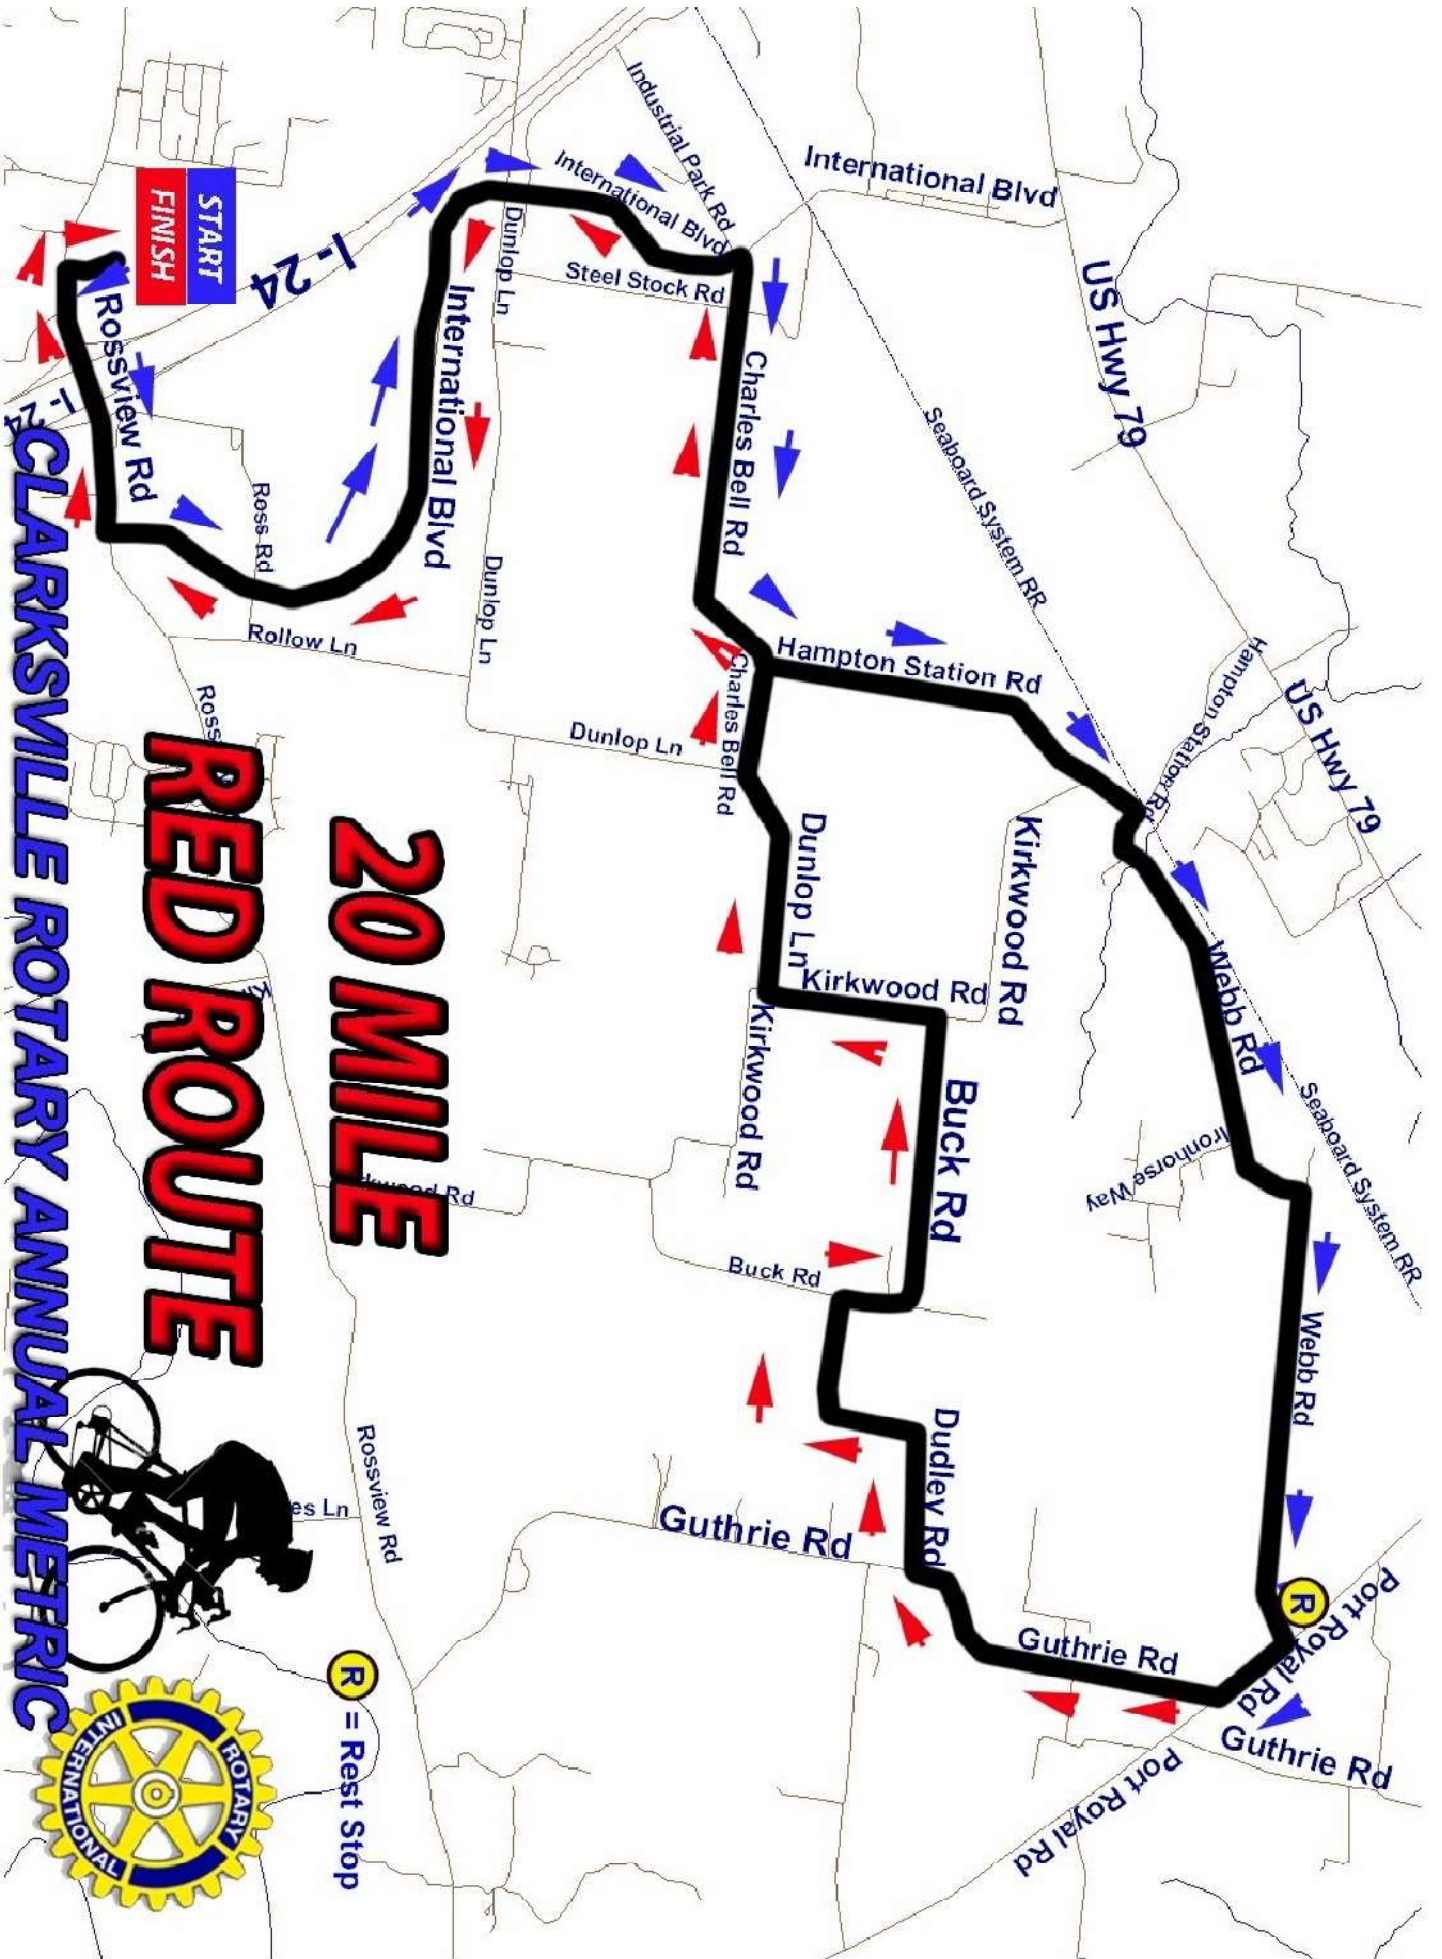 START
FINISH
I-24
I-24
Rossview Rd
Ross Rd
Rollow Ln
International Blvd
Dunlop Ln
Dunlop Ln
International Blvd
Industrial Park Rd
Steel Stock Rd
International Blvd
US Hwy 79
Charles Bell Rd
Seaboard System RR
Hampton Station Rd
Hampton Station Rd
US Hwy 79
Charles Bell Rd
Dunlop Ln
Dunlop Ln
Kirkwood Rd
Kirkwood Rd
Kirkwood Rd
Webb Rd
Seaboard System RR
Ironhorse Way
Buck Rd
Buck Rd
Webb Rd
Dudley Rd
Guthrie Rd
Guthrie Rd
Port Royal Rd
R
Guthrie Rd
Port Royal Rd
Rossview Rd
20 MILE
RED ROUTE
R = Rest Stop
CLARKSVILLE ROTARY ANNUAL METRIC
ROTARY
INTERNATIONAL